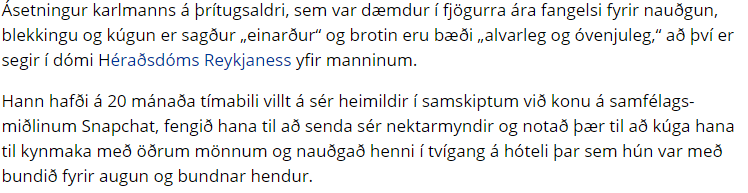 Ásetningur karlmanns á þrítugsaldri, sem var dæmdur í fjögurra ára fangelsi fyrir nauðgun,
blekkingu og kúgun er sagður „einarður“ og brotin eru bæði „alvarleg og óvenjuleg,“ að því er
segir í dómi Héraðsdóms Reykjaness yfir manninum.
Hann hafði á 20 mánaða tímabili villt á sér heimildir í samskiptum við konu á samfélags-
miðlinum Snapchat, fengið hana til að senda sér nektarmyndir og notað þær til að kúga hana
til kynmaka með öðrum mönnum og nauðgað henni í tvígang á hóteli þar sem hún var með
bundið fyrir augun og bundnar hendur.